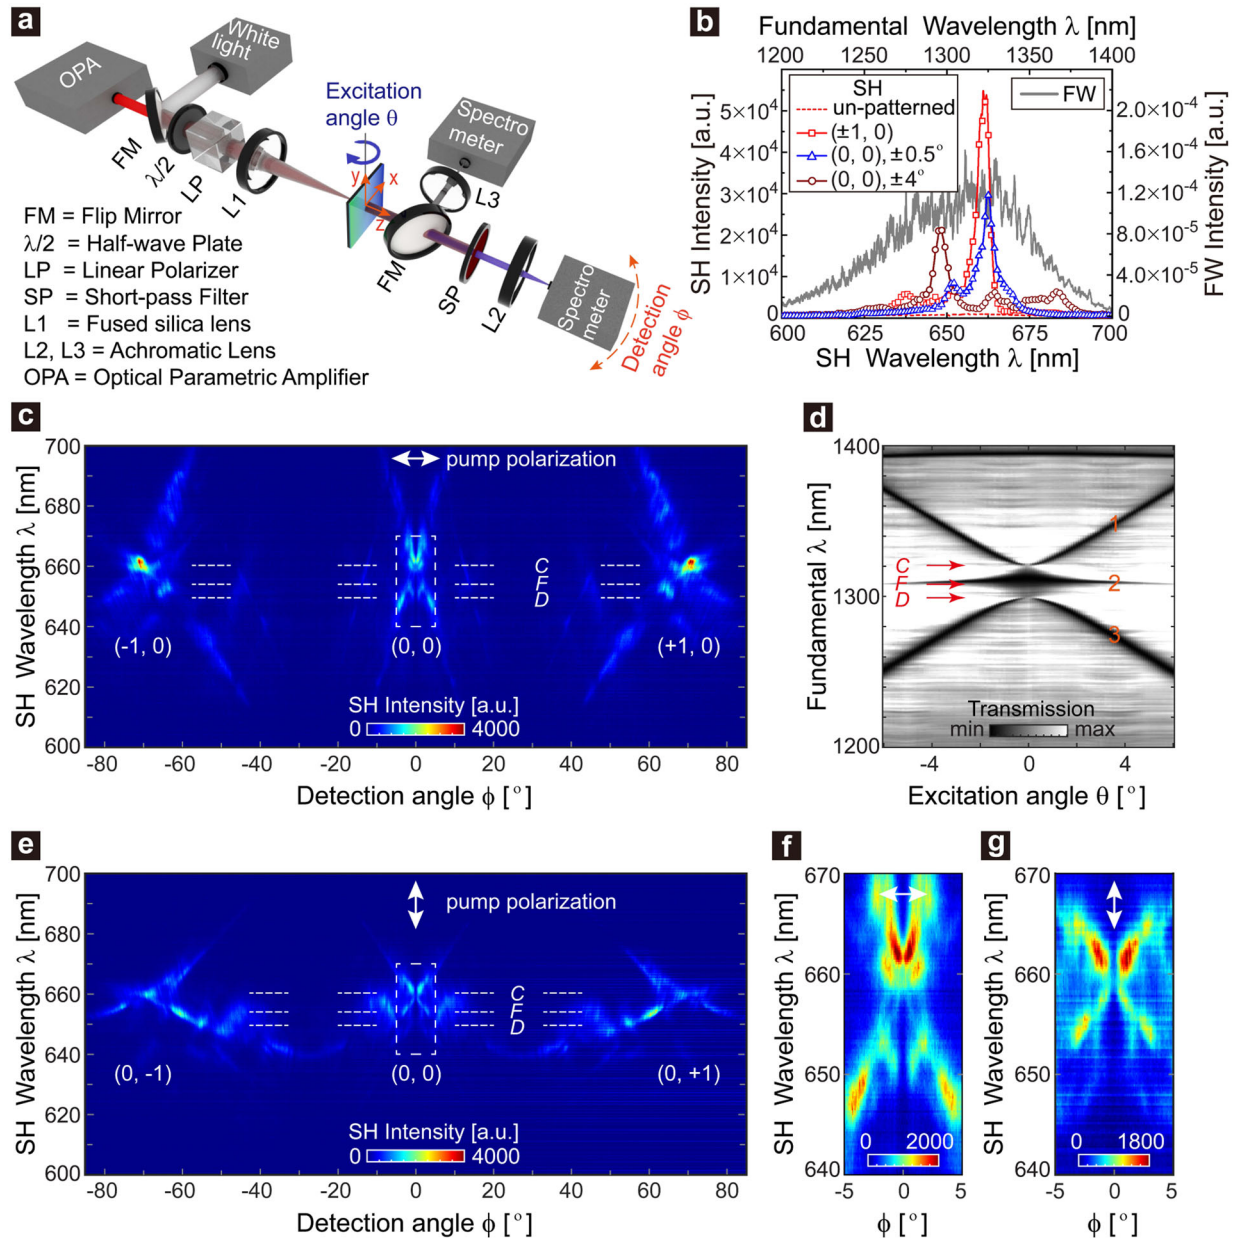 a
OPA
White
light
FM
λ/2
LP
L1
Excitation
angle θ
y
x
z
Spectro
meter
L3
FM
SP
L2
Spectro
meter
Detection
angle ϕ
FM = Flip Mirror
λ/2 = Half-wave Plate
LP = Linear Polarizer
SP = Short-pass Filter
L1 = Fused silica lens
L2, L3 = Achromatic Lens
OPA = Optical Parametric Amplifier
b
Fundamental Wavelength λ [nm]
1200 1250 1300 1350 1400
SH
un-patterned
(±1, 0)
(0, 0), ±0.5°
(0, 0), ±4°
FW
SH Intensity [a.u.]
5×10⁴
4×10⁴
3×10⁴
2×10⁴
1×10⁴
0
FW Intensity [a.u.]
2.0×10⁻⁴
1.6×10⁻⁴
1.2×10⁻⁴
8.0×10⁻⁵
4.0×10⁻⁵
0
600 625 650 675 700
SH Wavelength λ [nm]
c
SH Wavelength λ [nm]
700
680
660
640
620
600
pump polarization
C
F
D
(-1, 0) (0, 0) (+1, 0)
SH Intensity [a.u.]
0 4000
-80 -60 -40 -20 0 20 40 60 80
Detection angle ϕ [°]
d
Fundamental λ [nm]
1400
1300
1200
C
F
D
1
2
3
Transmission
min max
-4 0 4
Excitation angle θ [°]
e
SH Wavelength λ [nm]
700
680
660
640
620
600
pump polarization
C
F
D
(0, -1) (0, 0) (0, +1)
SH Intensity [a.u.]
0 4000
-80 -60 -40 -20 0 20 40 60 80
Detection angle ϕ [°]
f
SH Wavelength λ [nm]
670
660
650
640
0 2000
-5 0 5
ϕ [°]
g
SH Wavelength λ [nm]
670
660
650
640
0 1800
-5 0 5
ϕ [°]